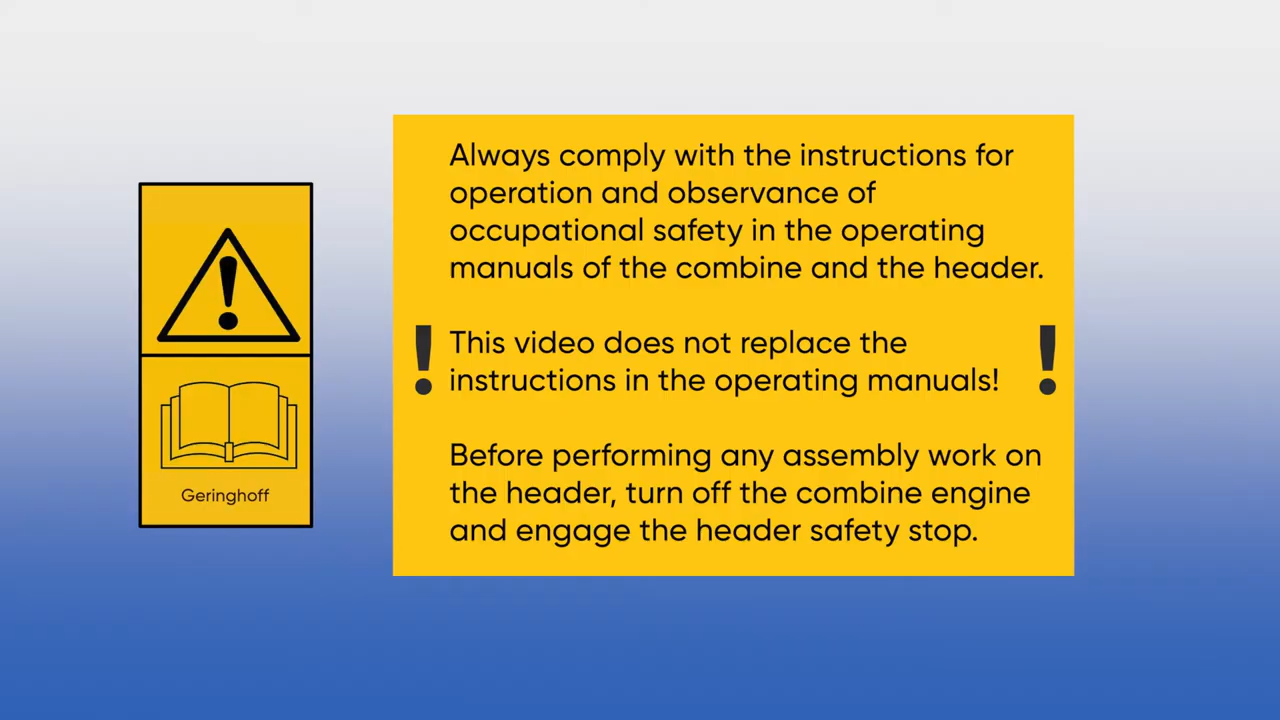 Geringhoff
Always comply with the instructions for
operation and observance of
occupational safety in the operating
manuals of the combine and the header.
! This video does not replace the !
instructions in the operating manuals!
Before performing any assembly work on
the header, turn off the combine engine
and engage the header safety stop.